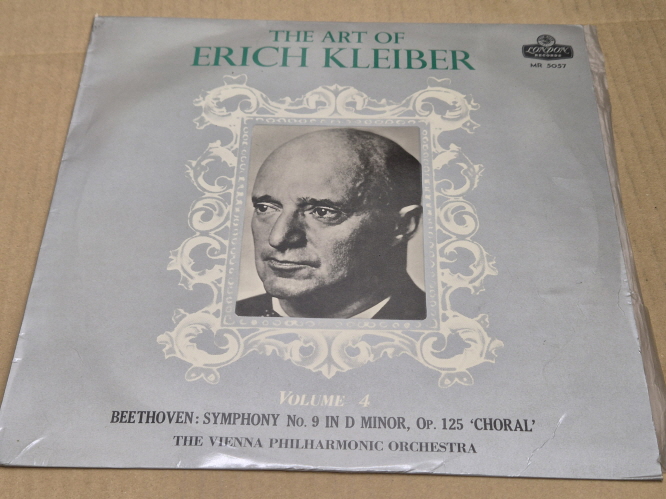 THE ART OF
ERICH KLEIBER
LONDON
RECORDS
MR 5057
VOLUME 4
BEETHOVEN: SYMPHONY No. 9 IN D MINOR, Op. 125 ‘CHORAL’
THE VIENNA PHILHARMONIC ORCHESTRA